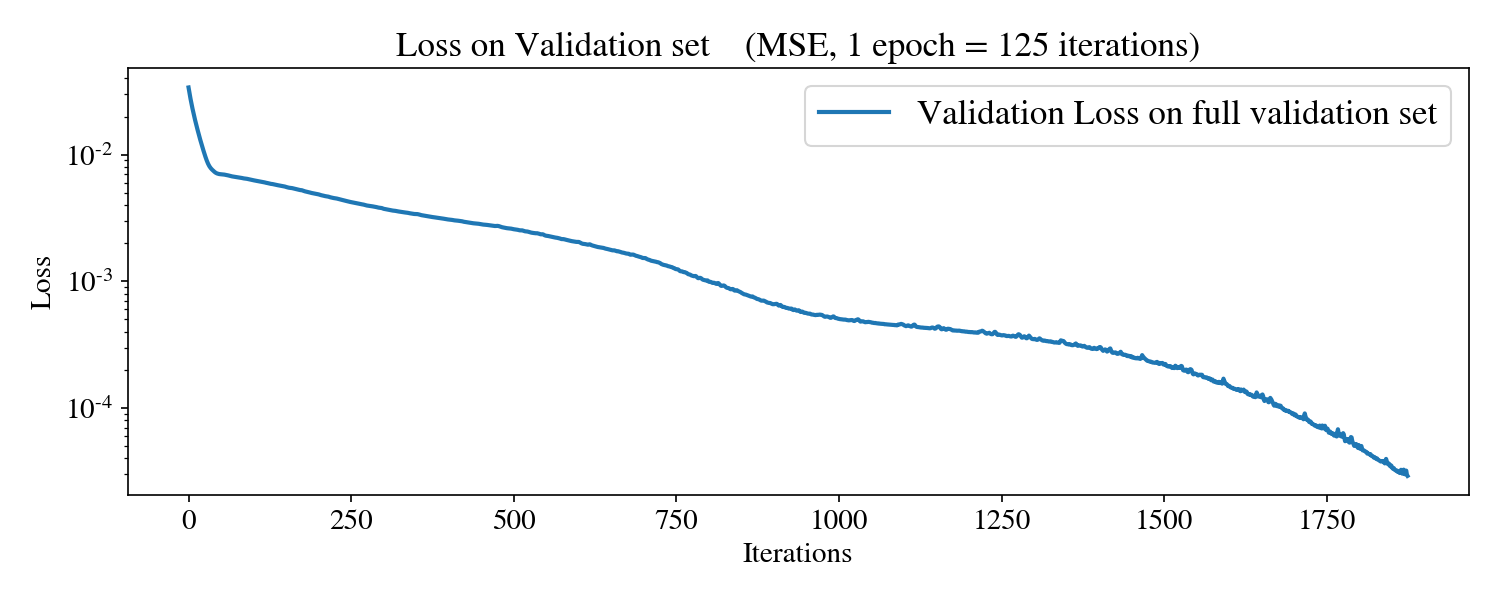 Loss on Validation set (MSE, 1 epoch = 125 iterations)
Validation Loss on full validation set
Loss
10^-2
10^-3
10^-4
0 250 500 750 1000 1250 1500 1750
Iterations